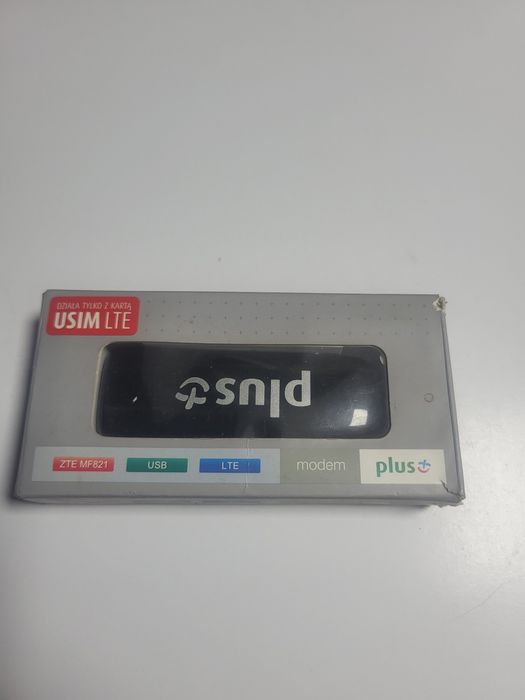 DZIAŁA TYLKO Z KARTĄ
USIM LTE
plus
ZTE MF821 USB LTE modem plus